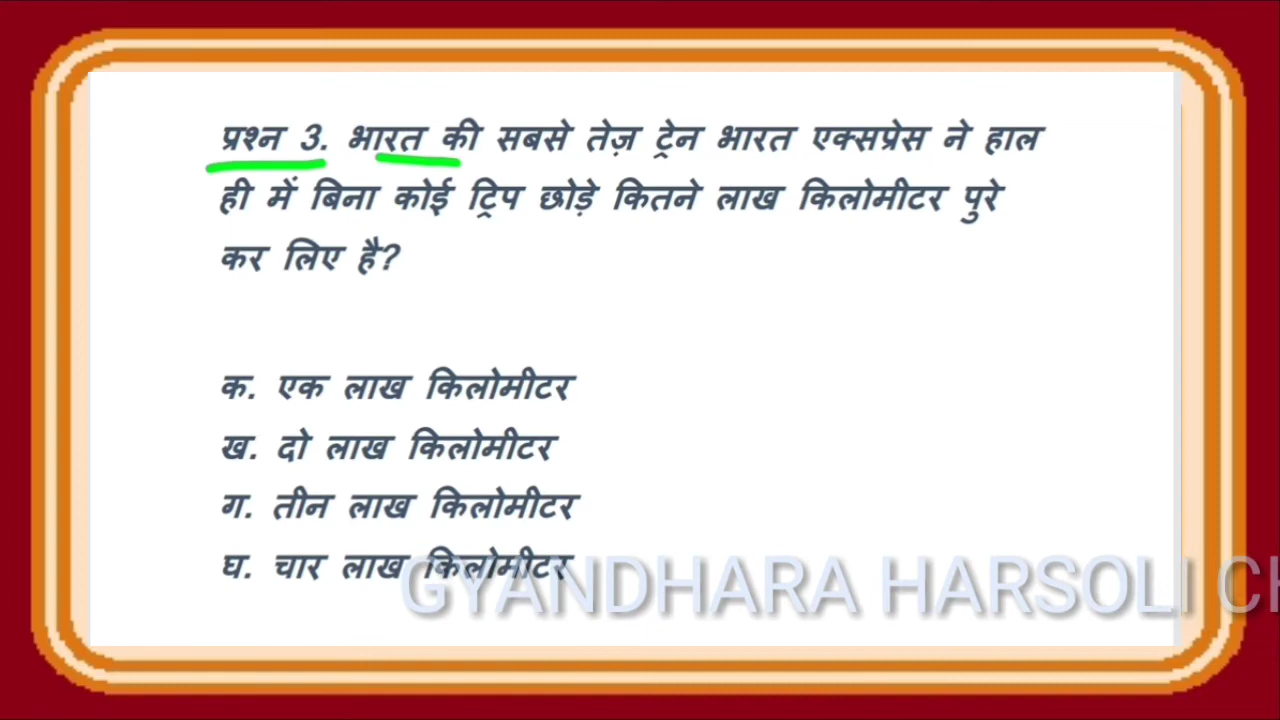 प्रश्न 3. भारत की सबसे तेज़ ट्रेन भारत एक्सप्रेस ने हाल
ही में बिना कोई ट्रिप छोड़े कितने लाख किलोमीटर पुरे
कर लिए है?
क. एक लाख किलोमीटर
ख. दो लाख किलोमीटर
ग. तीन लाख किलोमीटर
घ. चार लाख किलोमीटर
GYANDHARA HARSOLI